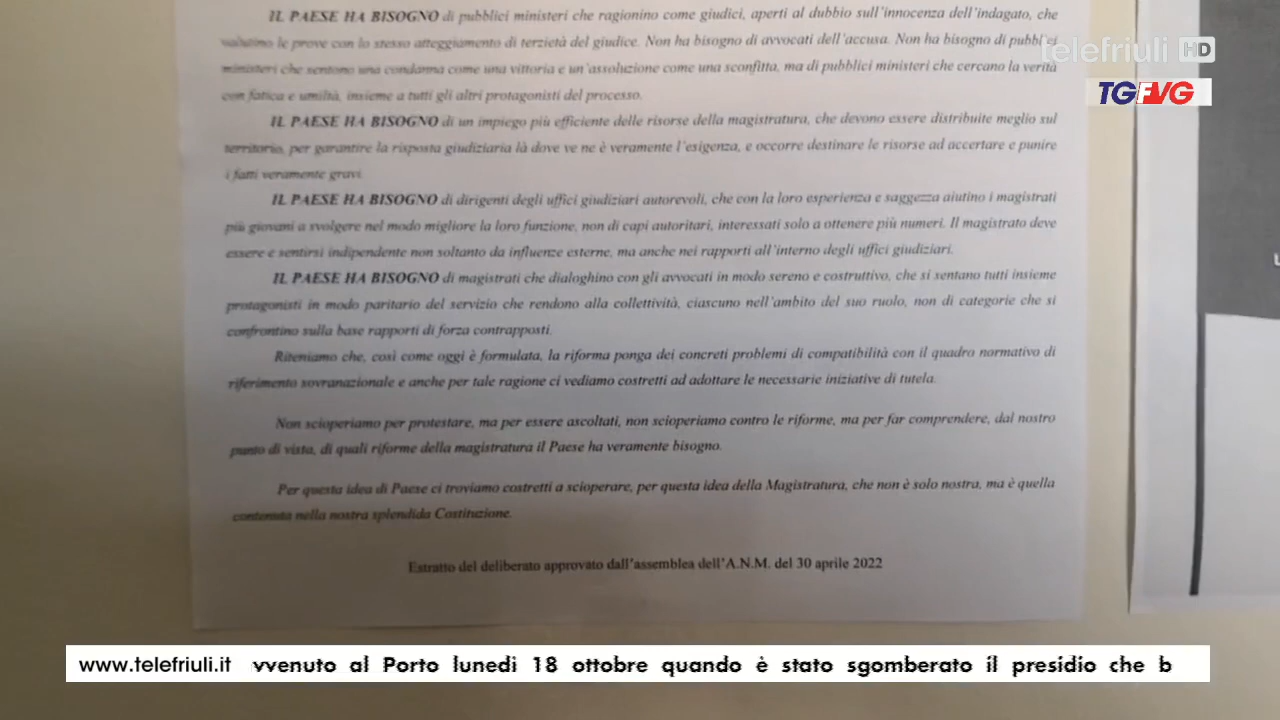 IL PAESE HA BISOGNO di pubblici ministeri che ragionino come giudici, aperti al dubbio sull'innocenza dell'indagato, che
valutino le prove con lo stesso atteggiamento di terzietà del giudice. Non ha bisogno di avvocati dell'accusa. Non ha bisogno di pubblici
telefriuli HD
ministeri che sentono una condanna come una vittoria e un'assoluzione come una sconfitta, ma di pubblici ministeri che cercano la verità
con fatica e umiltà, insieme a tutti gli altri protagonisti del processo.
TGFVG
IL PAESE HA BISOGNO di un impiego più efficiente delle risorse della magistratura, che devono essere distribuite meglio sul
territorio, per garantire la risposta giudiziaria là dove ve ne è veramente l'esigenza, e occorre destinare le risorse ad accertare e punire
i fatti veramente gravi.
IL PAESE HA BISOGNO di dirigenti degli uffici giudiziari autorevoli, che con la loro esperienza e saggezza aiutino i magistrati
più giovani a svolgere nel modo migliore la loro funzione, non di capi autoritari, interessati solo a ottenere più numeri. Il magistrato deve
essere e sentirsi indipendente non soltanto da influenze esterne, ma anche nei rapporti all'interno degli uffici giudiziari.
IL PAESE HA BISOGNO di magistrati che dialoghino con gli avvocati in modo sereno e costruttivo, che si sentano tutti insieme
protagonisti in modo paritario del servizio che rendono alla collettività, ciascuno nell'ambito del suo ruolo, non di categorie che si
confrontino sulla base rapporti di forza contrapposti.
Riteniamo che, così come oggi è formulata, la riforma ponga dei concreti problemi di compatibilità con il quadro normativo di
riferimento sovranazionale e anche per tale ragione ci vediamo costretti ad adottare le necessarie iniziative di tutela.
Non scioperiamo per protestare, ma per essere ascoltati, non scioperiamo contro le riforme, ma per far comprendere, dal nostro
punto di vista, di quali riforme della magistratura il Paese ha veramente bisogno.
Per questa idea di Paese ci troviamo costretti a scioperare, per questa idea della Magistratura, che non è solo nostra, ma è quella
contenuta nella nostra splendida Costituzione.
Estratto del deliberato approvato dall'assemblea dell'A.N.M. del 30 aprile 2022
www.telefriuli.it vvenuto al Porto lunedì 18 ottobre quando è stato sgomberato il presidio che b